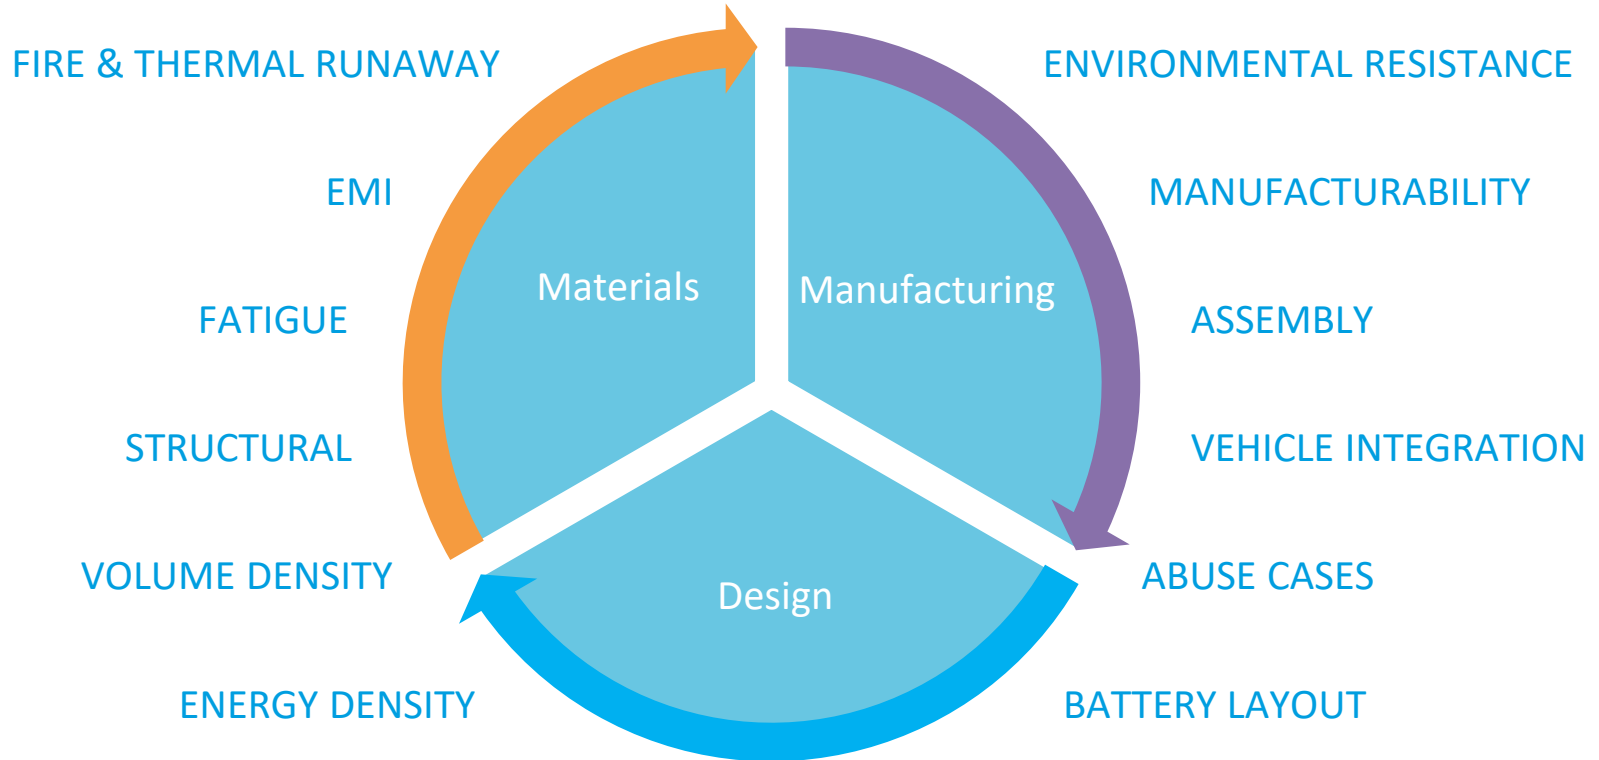 FIRE & THERMAL RUNAWAY
EMI
FATIGUE
STRUCTURAL
VOLUME DENSITY
ENERGY DENSITY
Materials
Manufacturing
Design
ENVIRONMENTAL RESISTANCE
MANUFACTURABILITY
ASSEMBLY
VEHICLE INTEGRATION
ABUSE CASES
BATTERY LAYOUT